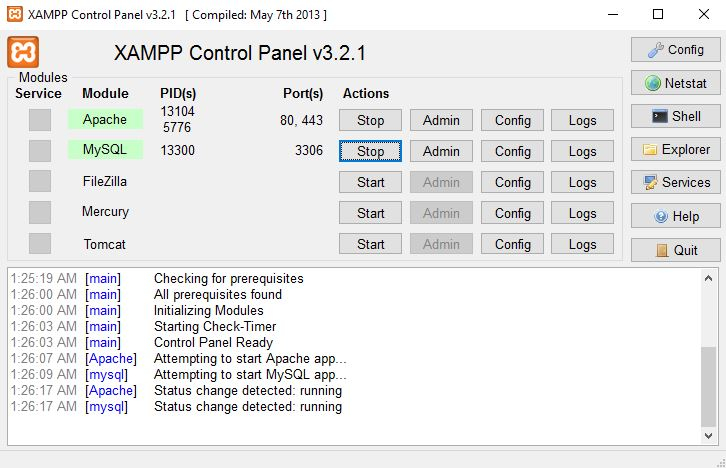 XAMPP Control Panel v3.2.1 [ Compiled: May 7th 2013 ]
XAMPP Control Panel v3.2.1
Config
Netstat
Shell
Explorer
Services
Help
Quit
Modules
Service Module PID(s) Port(s) Actions
Apache 13104 5776 80, 443 Stop Admin Config Logs
MySQL 13300 3306 Stop Admin Config Logs
FileZilla Start Admin Config Logs
Mercury Start Admin Config Logs
Tomcat Start Admin Config Logs
1:25:19 AM [main] Checking for prerequisites
1:26:00 AM [main] All prerequisites found
1:26:00 AM [main] Initializing Modules
1:26:03 AM [main] Starting Check-Timer
1:26:03 AM [main] Control Panel Ready
1:26:07 AM [Apache] Attempting to start Apache app...
1:26:09 AM [mysql] Attempting to start MySQL app...
1:26:17 AM [Apache] Status change detected: running
1:26:17 AM [mysql] Status change detected: running